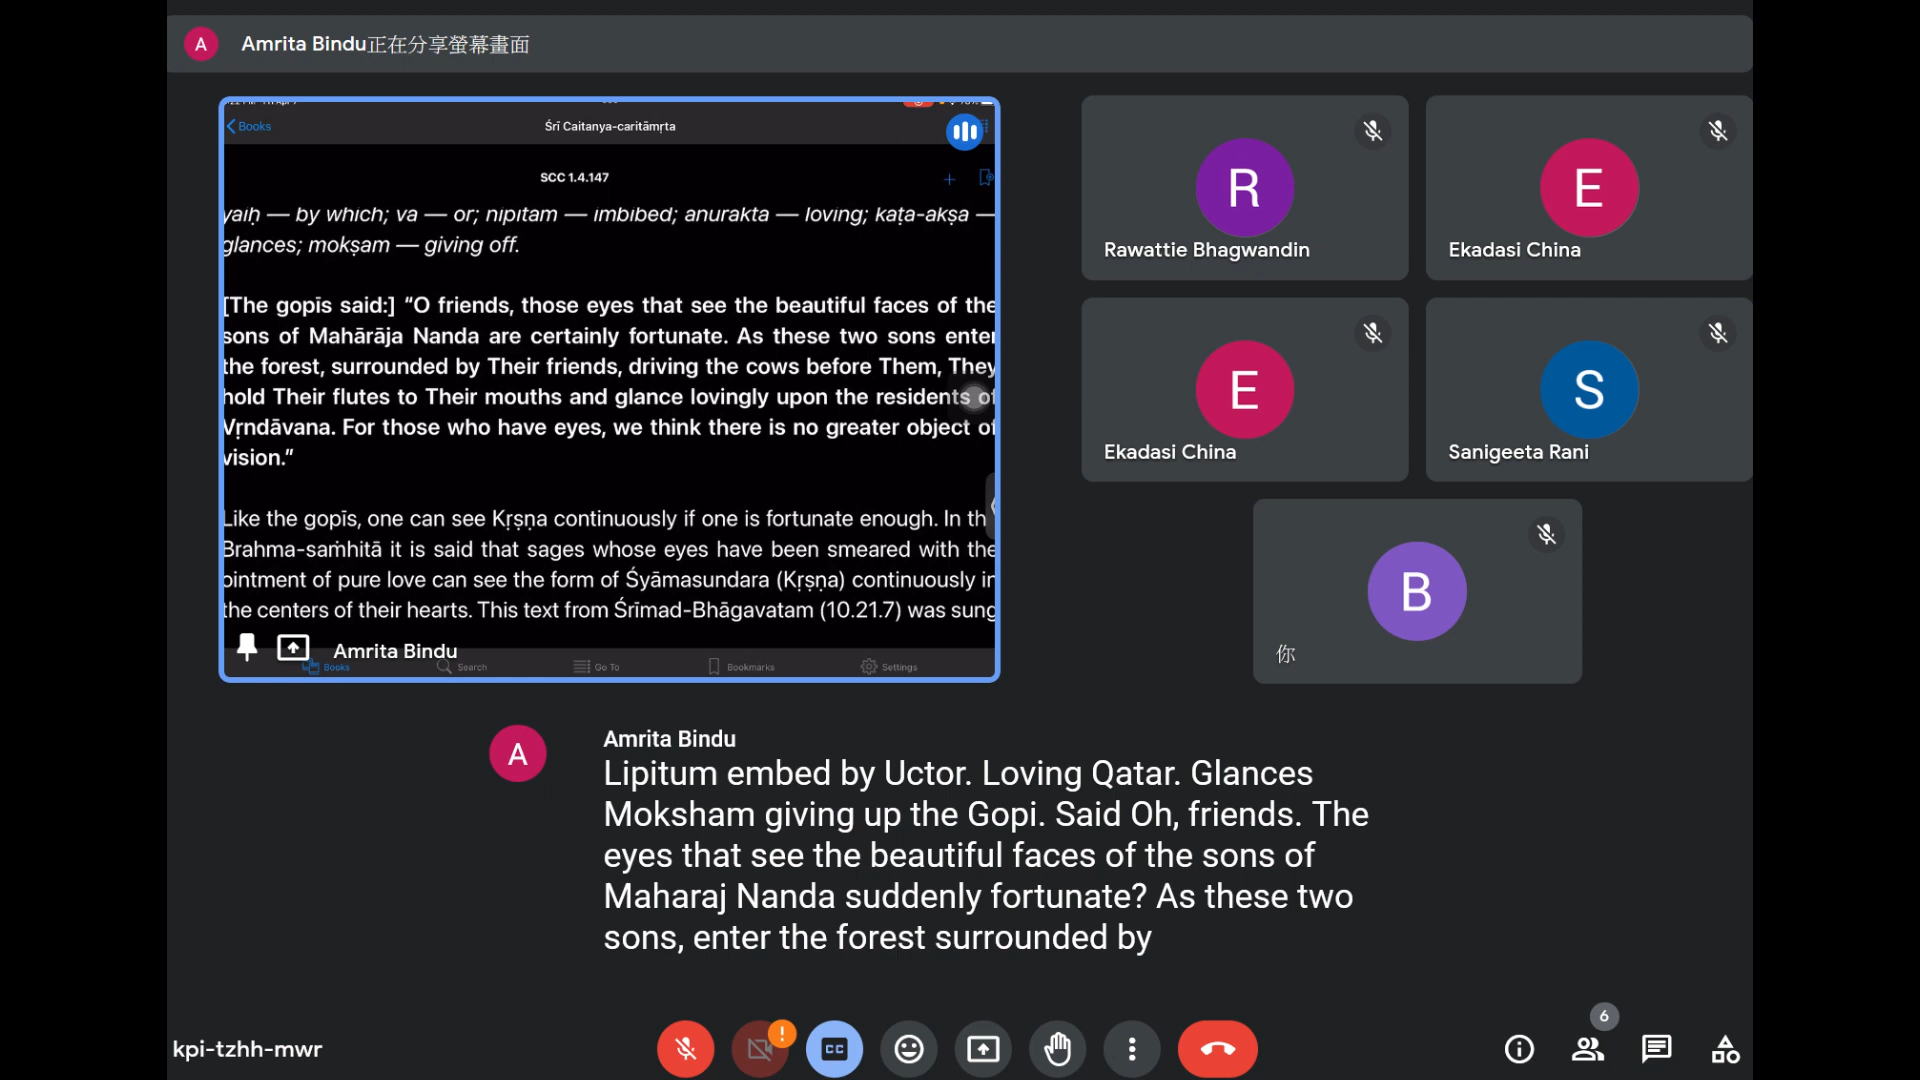 A Amrita Bindu正在分享螢幕畫面
Books
Śrī Caitanya-caritāmṛta
SCC 1.4.147
yaiḥ — by which; va — or; nipītam — imbibed; anurakta — loving; kaṭa-akṣa —
glances; mokṣam — giving off.
[The gopīs said:] “O friends, those eyes that see the beautiful faces of the
sons of Mahārāja Nanda are certainly fortunate. As these two sons enter
the forest, surrounded by Their friends, driving the cows before Them, They
hold Their flutes to Their mouths and glance lovingly upon the residents of
Vṛndāvana. For those who have eyes, we think there is no greater object of
vision.”
Like the gopīs, one can see Kṛṣṇa continuously if one is fortunate enough. In th
Brahma-saṁhitā it is said that sages whose eyes have been smeared with the
ointment of pure love can see the form of Śyāmasundara (Kṛṣṇa) continuously in
the centers of their hearts. This text from Śrīmad-Bhāgavatam (10.21.7) was sung
Amrita Bindu
Books
Search
Go To
Bookmarks
Settings
R
Rawattie Bhagwandin
E
Ekadasi China
E
Ekadasi China
S
Sanigeeta Rani
B
你
A
Amrita Bindu
Lipitum embed by Uctor. Loving Qatar. Glances
Moksham giving up the Gopi. Said Oh, friends. The
eyes that see the beautiful faces of the sons of
Maharaj Nanda suddenly fortunate? As these two
sons, enter the forest surrounded by
kpi-tzhh-mwr
CC
6